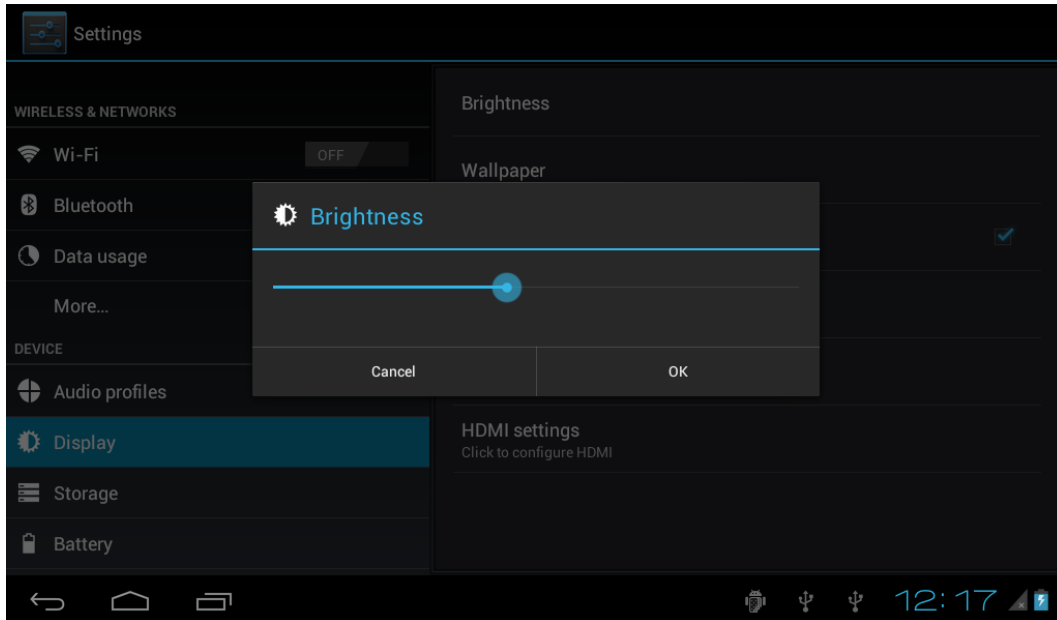 Settings
WIRELESS & NETWORKS
Wi-Fi
OFF
Bluetooth
Data usage
More...
DEVICE
Audio profiles
Display
Storage
Battery
Brightness
Wallpaper
HDMI settings
Click to configure HDMI
Brightness
Cancel
OK
12:17